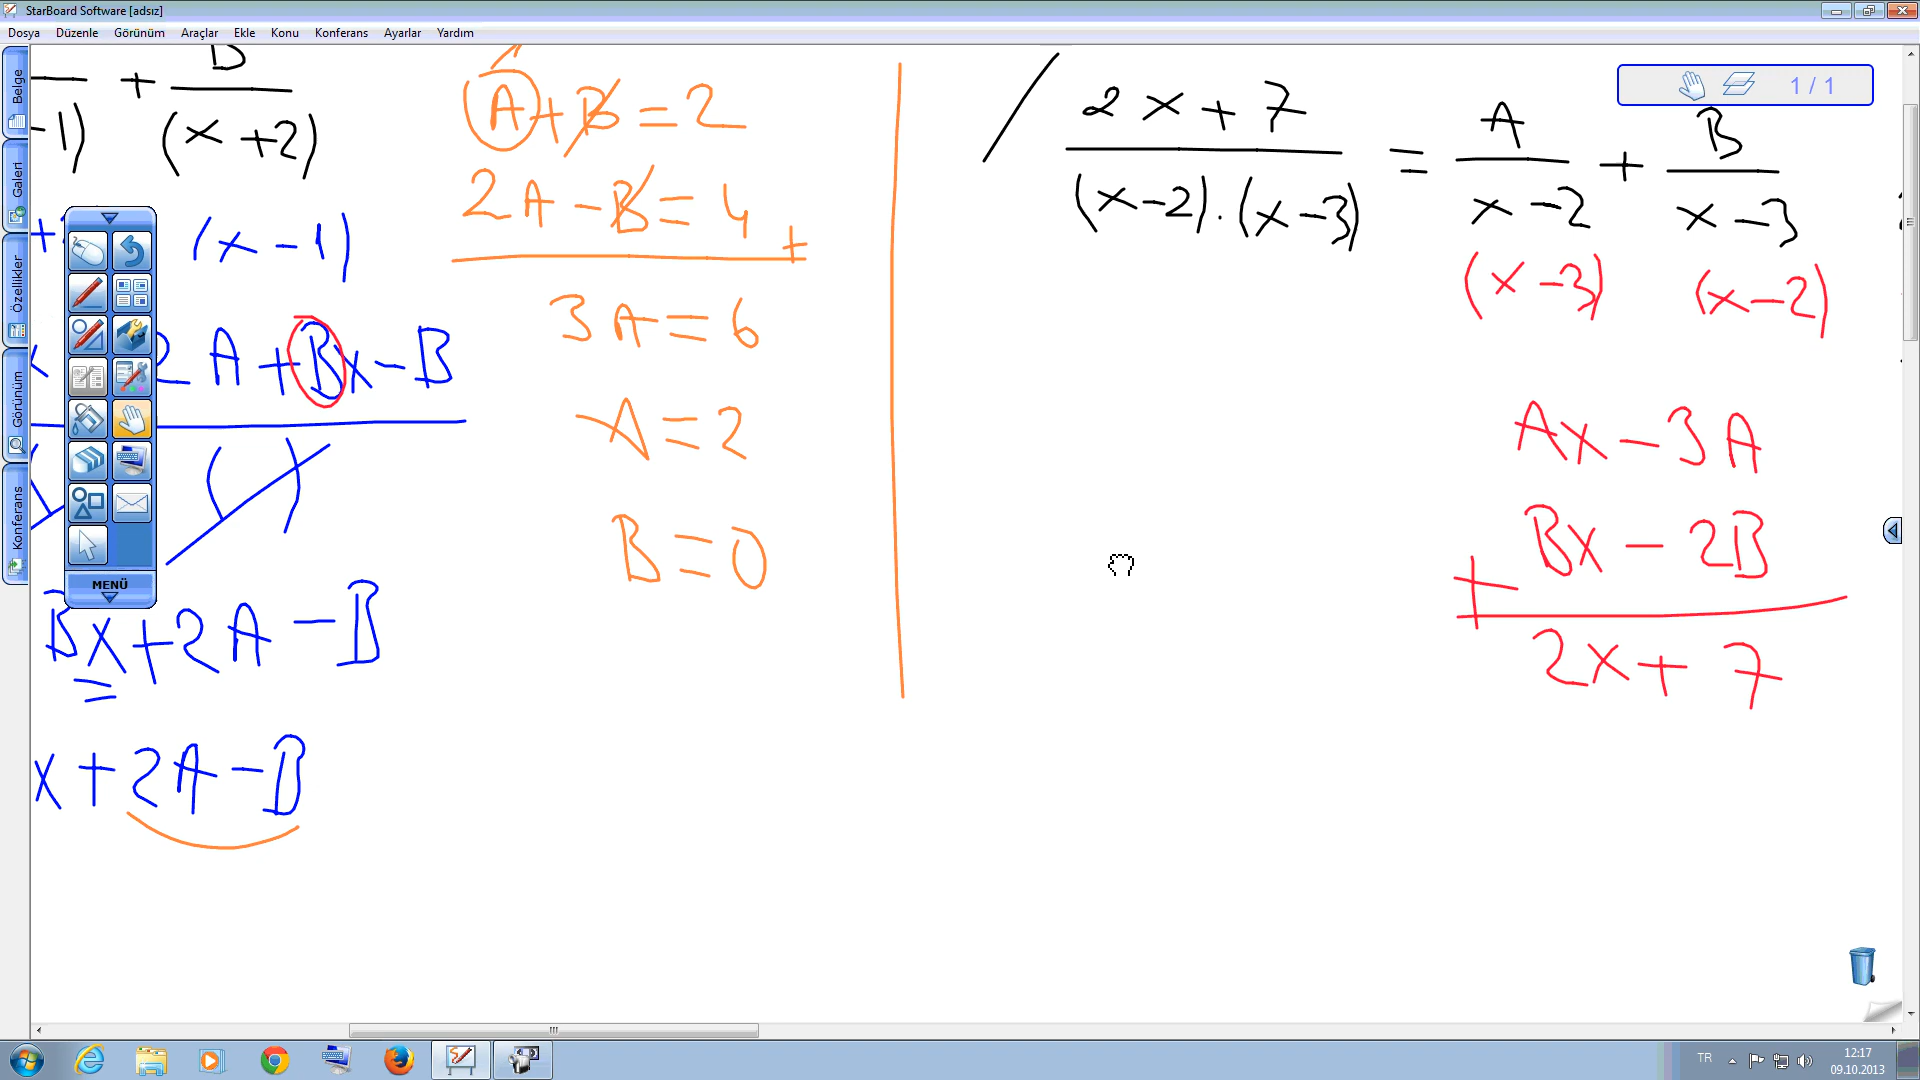 StarBoard Software [adsız]
Dosya Düzenle Görünüm Araçlar Ekle Konu Konferans Ayarlar Yardım
Belge
Galeri
Özellikler
Görünüm
Konferans
MENÜ
1 / 1
+ B
-1) (x+2)
(x-1)
2A+Bx-B
Bx+2A-B
x+2A-B
A+B=2
2A-B=4
+
3A=6
A=2
B=0
2x+7 = A + B
(x-2).(x-3) x-2 x-3
(x-3) (x-2)
Ax-3A
Bx-2B
+
2x+7
TR
12:17
09.10.2013